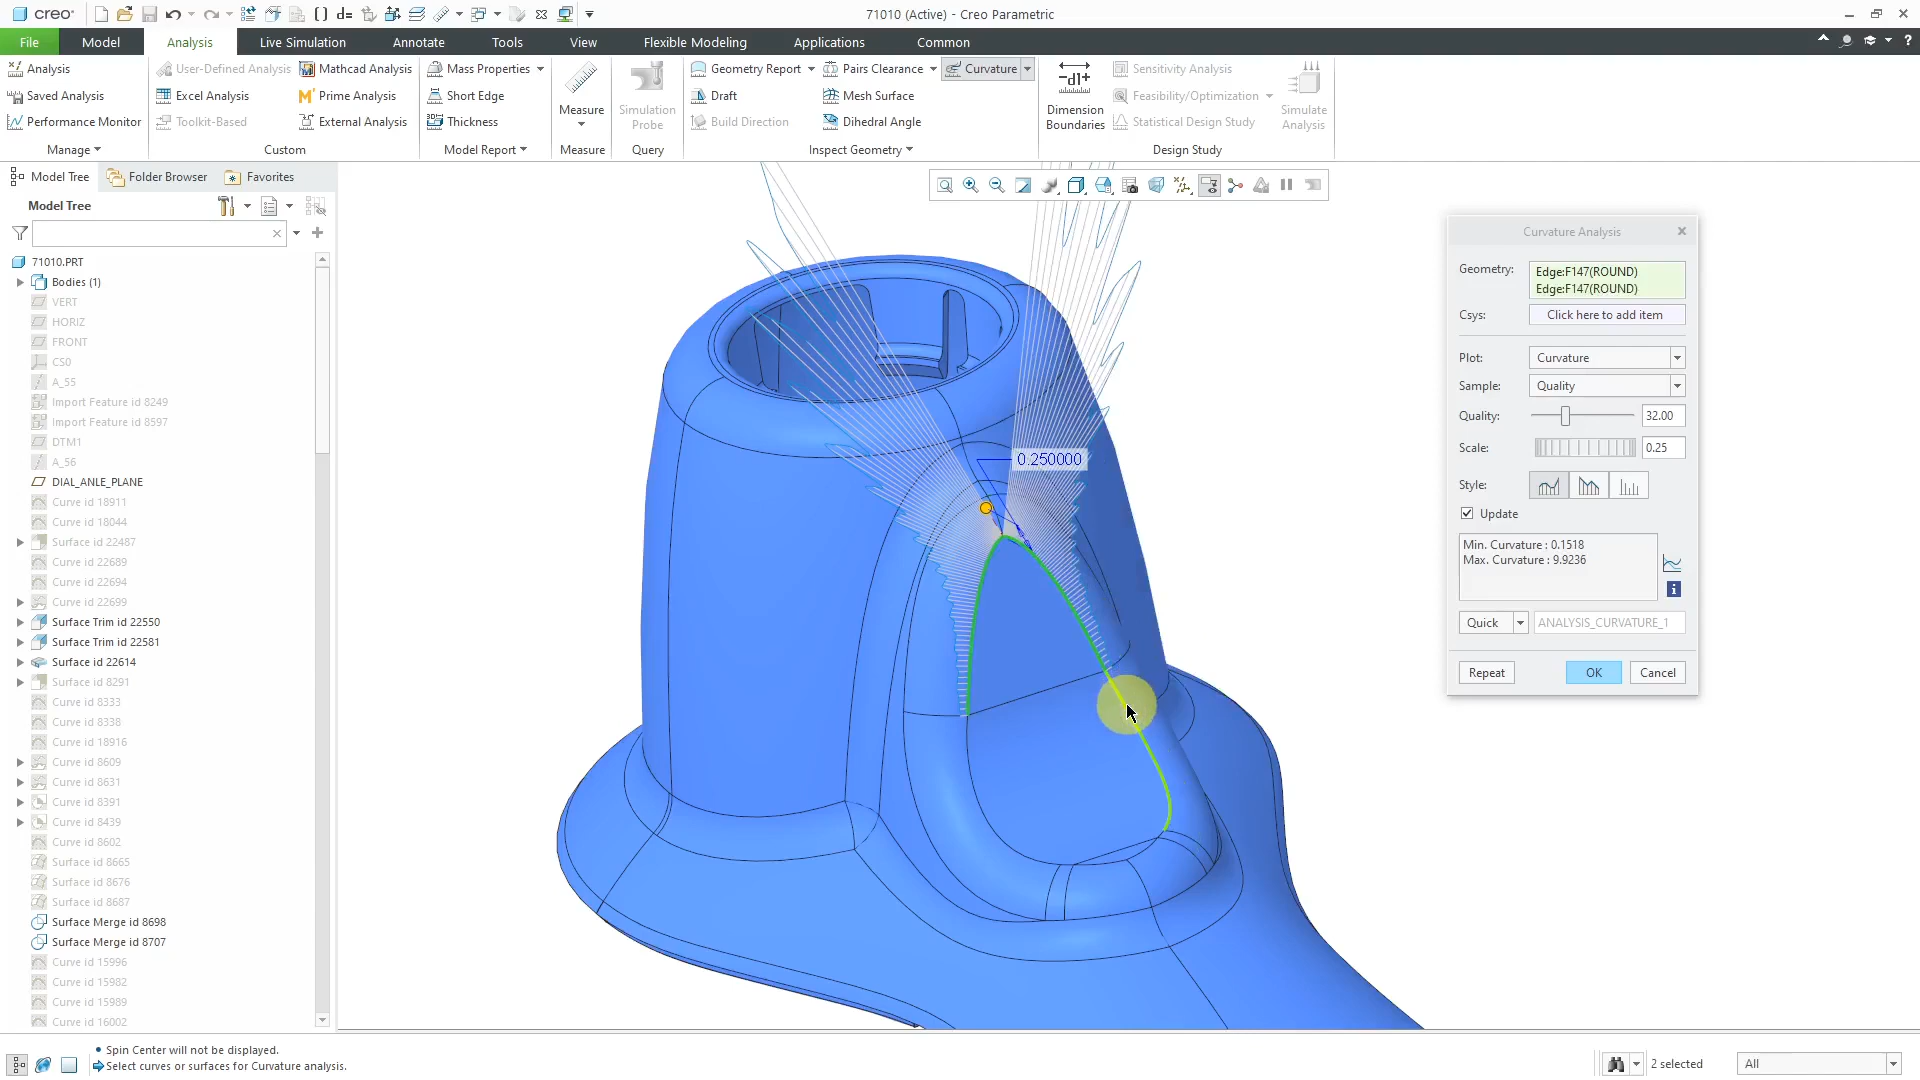 creo
71010 (Active) - Creo Parametric
File
Model
Analysis
Live Simulation
Annotate
Tools
View
Flexible Modeling
Applications
Common
Analysis
Saved Analysis
Performance Monitor
Manage
User-Defined Analysis
Excel Analysis
Toolkit-Based
Mathcad Analysis
Prime Analysis
External Analysis
Custom
Mass Properties
Short Edge
Thickness
Model Report
Measure
Measure
Simulation
Probe
Query
Geometry Report
Draft
Build Direction
Pairs Clearance
Mesh Surface
Dihedral Angle
Curvature
Inspect Geometry
Dimension
Boundaries
Sensitivity Analysis
Feasibility/Optimization
Statistical Design Study
Simulate
Analysis
Design Study
Model Tree
Folder Browser
Favorites
Model Tree
71010.PRT
Bodies (1)
VERT
HORIZ
FRONT
CS0
A_55
Import Feature id 8249
Import Feature id 8597
DTM1
A_56
DIAL_ANLE_PLANE
Curve id 18911
Curve id 18044
Surface id 22487
Curve id 22689
Curve id 22694
Curve id 22699
Surface Trim id 22550
Surface Trim id 22581
Surface id 22614
Surface id 8291
Curve id 8333
Curve id 8338
Curve id 18916
Curve id 8609
Curve id 8631
Curve id 8391
Curve id 8439
Curve id 8602
Surface id 8665
Surface id 8676
Surface id 8687
Surface Merge id 8698
Surface Merge id 8707
Curve id 15996
Curve id 15982
Curve id 15989
Curve id 16002
0.250000
Curvature Analysis
Geometry:
Edge:F147(ROUND)
Edge:F147(ROUND)
Csys:
Click here to add item
Plot:
Curvature
Sample:
Quality
Quality:
32.00
Scale:
0.25
Style:
Update
Min. Curvature : 0.1518
Max. Curvature : 9.9236
Quick
ANALYSIS_CURVATURE_1
Repeat
OK
Cancel
• Spin Center will not be displayed.
Select curves or surfaces for Curvature analysis.
2 selected
All